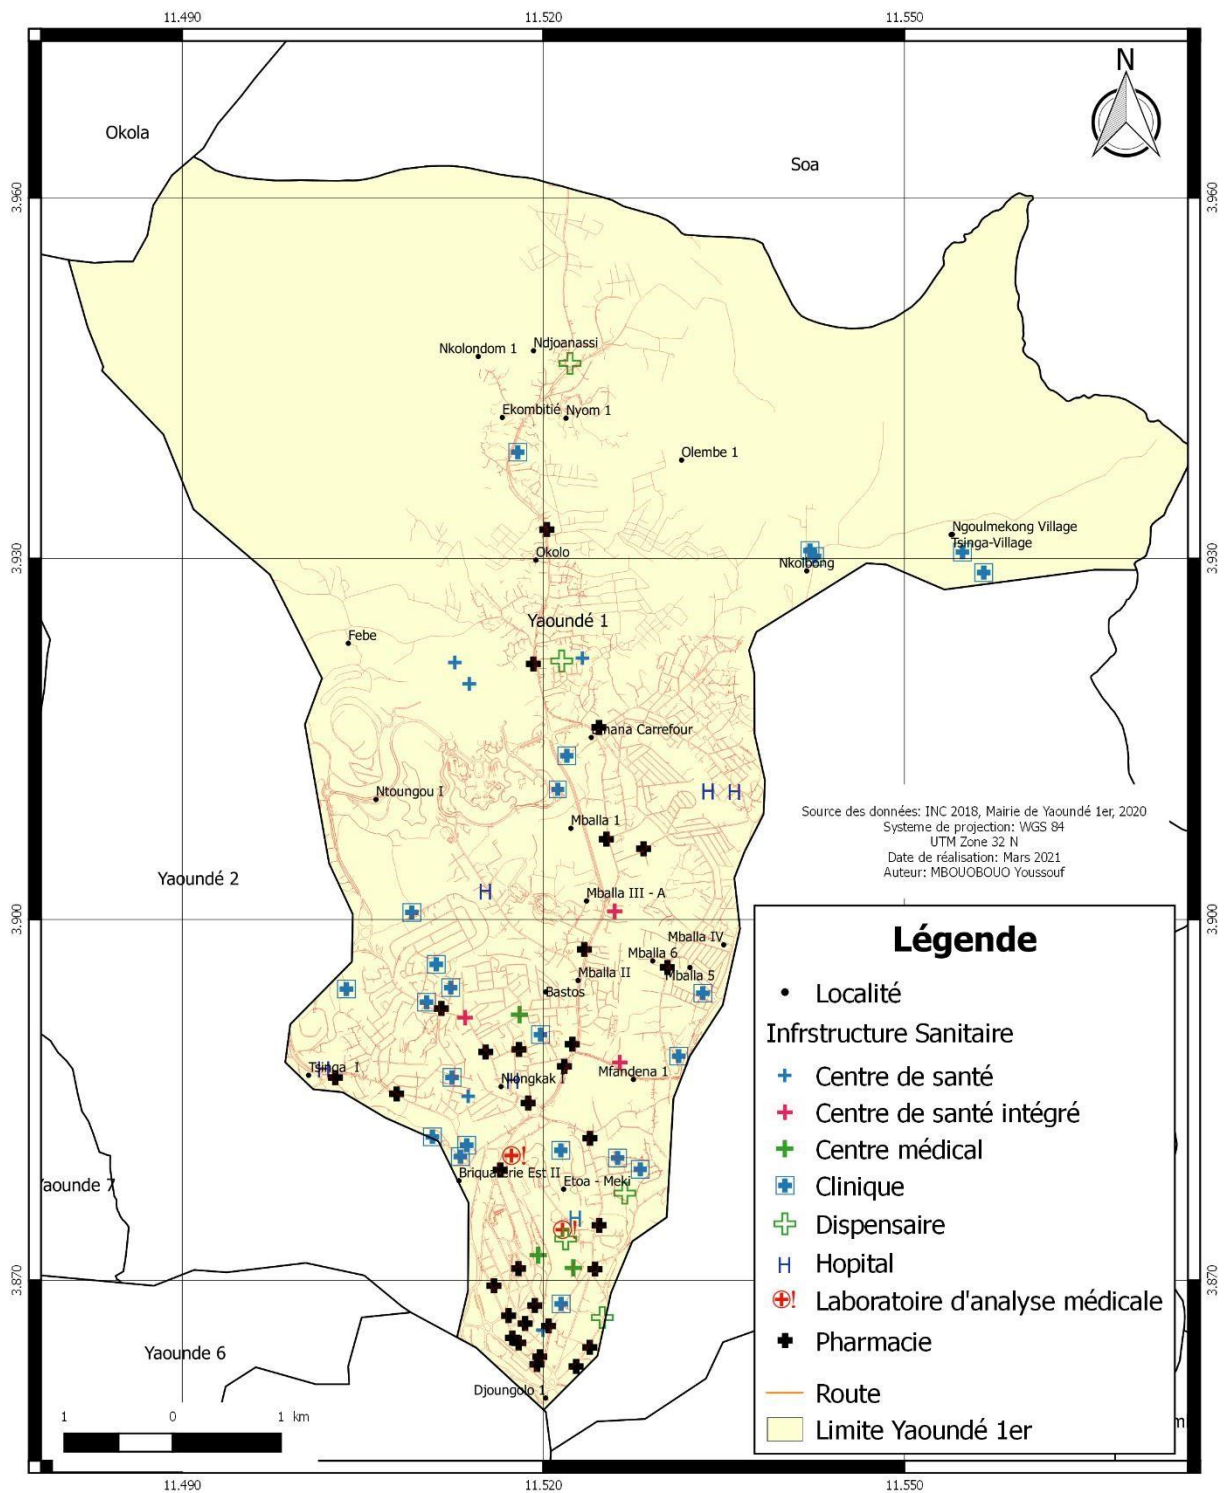 11.490
11.520
11.550
N
Okola
Soa
3.960
3.960
Nkolondom 1
Ndjoanassi
Ekombitié
Nyom 1
Olembe 1
Ngoulmekong Village
Tsinga-Village
3.930
3.930
Okolo
Nkolbong
Yaoundé 1
Febe
Emana Carrefour
Ntoungou I
Mballa 1
Source des données: INC 2018, Mairie de Yaoundé 1er, 2020
Systeme de projection: WGS 84
UTM Zone 32 N
Date de réalisation: Mars 2021
Auteur: MBOUOBOUO Youssouf
Yaoundé 2
H H
H
Mballa III - A
3.900
3.900
Mballa IV
Mballa 6
Mballa 5
Mballa II
Bastos
Tsinga I
H
Nlongkak I
H
Mfandena 1
Briquaterie Est II
Etoa - Meki
H
Yaounde 7
3.870
3.870
Yaounde 6
Djoungolo 1
Légende
Localité
Infrstructure Sanitaire
Centre de santé
Centre de santé intégré
Centre médical
Clinique
Dispensaire
H Hopital
! Laboratoire d'analyse médicale
Pharmacie
Route
Limite Yaoundé 1er
m
1 0 1 km
11.490
11.520
11.550